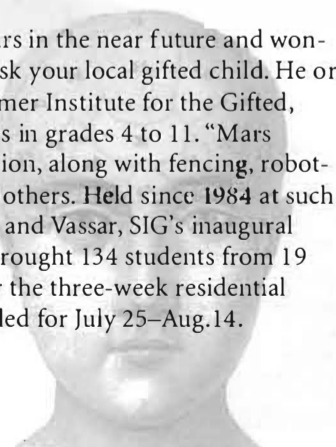 rs in the near future and won-
sk your local gifted child. He or
mer Institute for the Gifted,
s in grades 4 to 11. “Mars
ion, along with fencing, robot-
others. Held since 1984 at such
and Vassar, SIG’s inaugural
rought 134 students from 19
r the three-week residential
led for July 25–Aug.14.